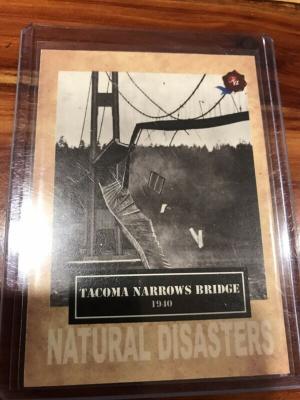 TACOMA NARROWS BRIDGE
1940
NATURAL DISASTERS